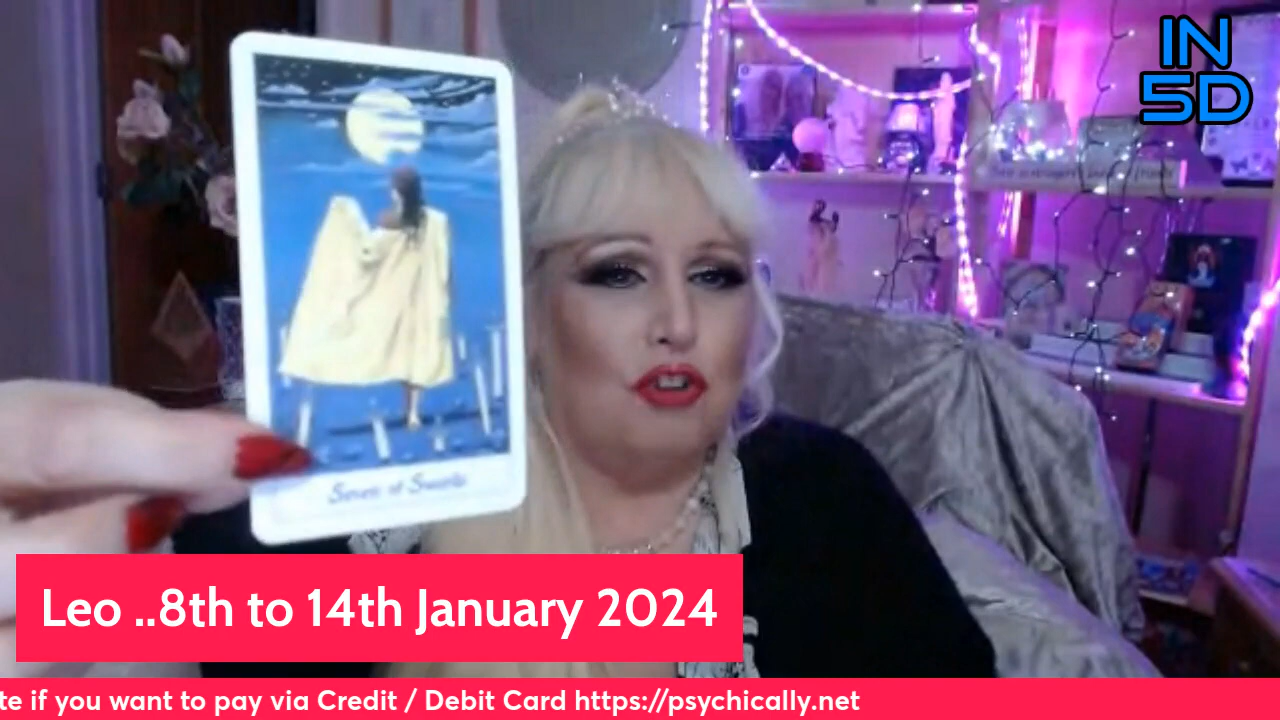 IN
5D
Seven of Swords
Leo ..8th to 14th January 2024
te if you want to pay via Credit / Debit Card https://psychically.net